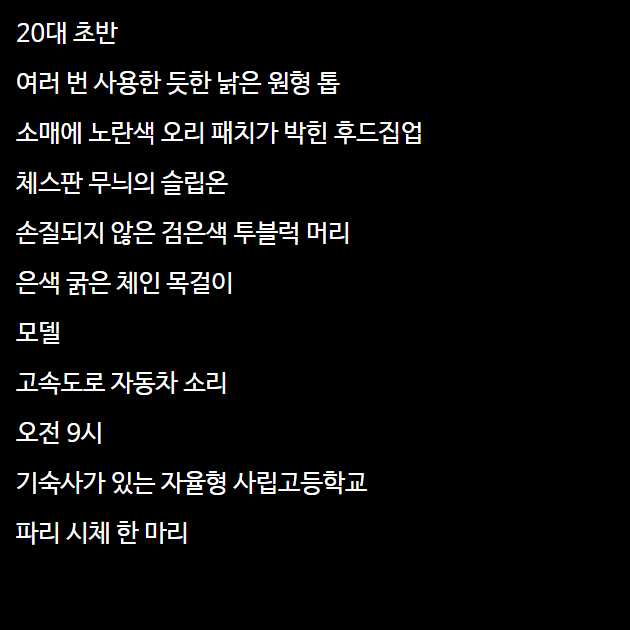 20대 초반
여러 번 사용한 듯한 낡은 원형 톱
소매에 노란색 오리 패치가 박힌 후드집업
체스판 무늬의 슬립온
손질되지 않은 검은색 투블럭 머리
은색 굵은 체인 목걸이
모델
고속도로 자동차 소리
오전 9시
기숙사가 있는 자율형 사립고등학교
파리 시체 한 마리